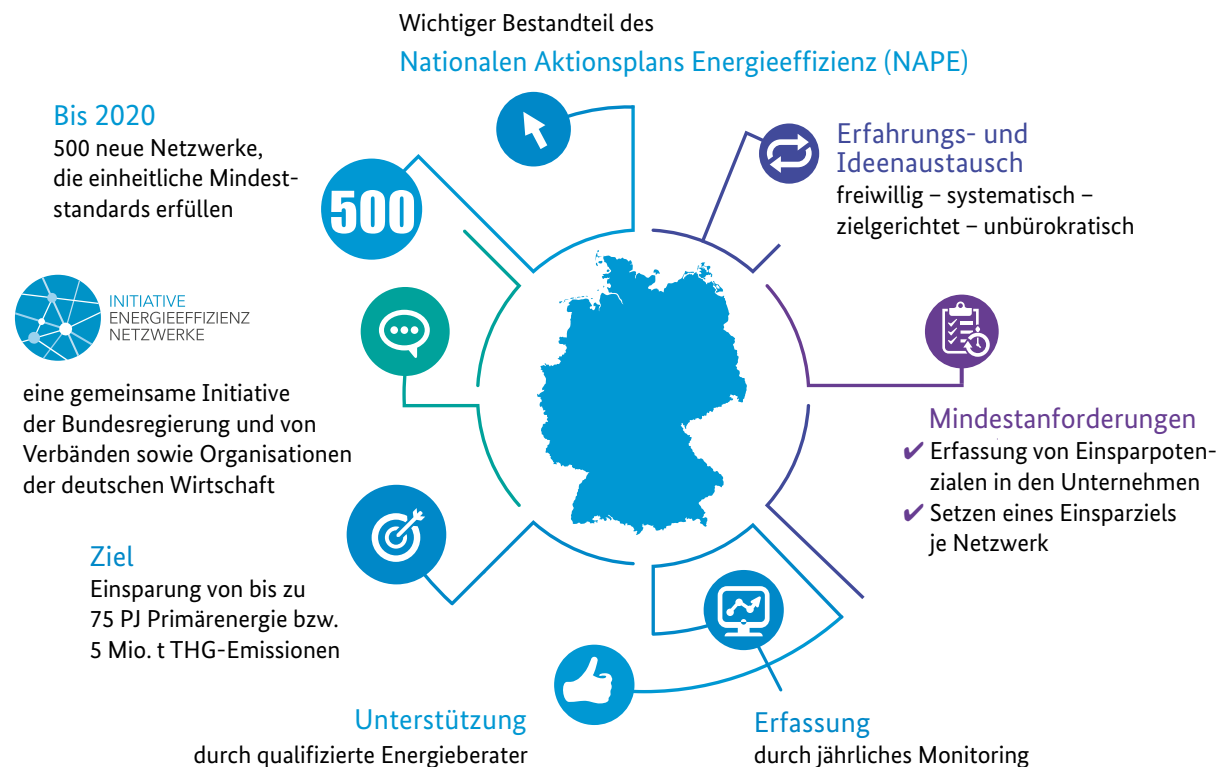 Wichtiger Bestandteil des
Nationalen Aktionsplans Energieeffizienz (NAPE)
Bis 2020
500 neue Netzwerke,
die einheitliche Mindest-
standards erfüllen
500
Erfahrungs- und
Ideenaustausch
freiwillig – systematisch –
zielgerichtet – unbürokratisch
INITIATIVE
ENERGIEEFFIZIENZ
NETZWERKE
eine gemeinsame Initiative
der Bundesregierung und von
Verbänden sowie Organisationen
der deutschen Wirtschaft
Mindestanforderungen
✔ Erfassung von Einsparpoten-
zialen in den Unternehmen
✔ Setzen eines Einsparziels
je Netzwerk
Ziel
Einsparung von bis zu
75 PJ Primärenergie bzw.
5 Mio. t THG-Emissionen
Unterstützung
durch qualifizierte Energieberater
Erfassung
durch jährliches Monitoring